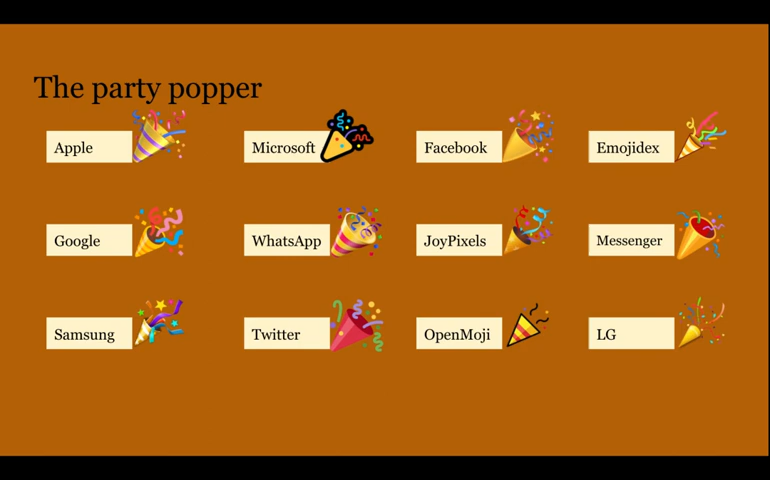 The party popper
Apple
Microsoft
Facebook
Emojidex
Google
WhatsApp
JoyPixels
Messenger
Samsung
Twitter
OpenMoji
LG